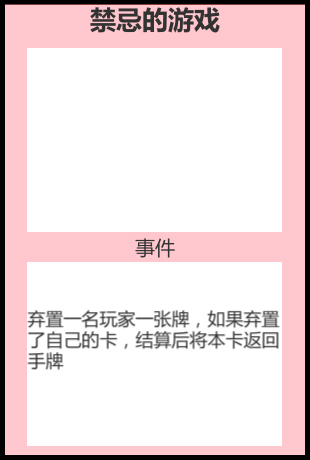 禁忌的游戏
事件
弃置一名玩家一张牌，如果弃置
了自己的卡，结算后将本卡返回
手牌